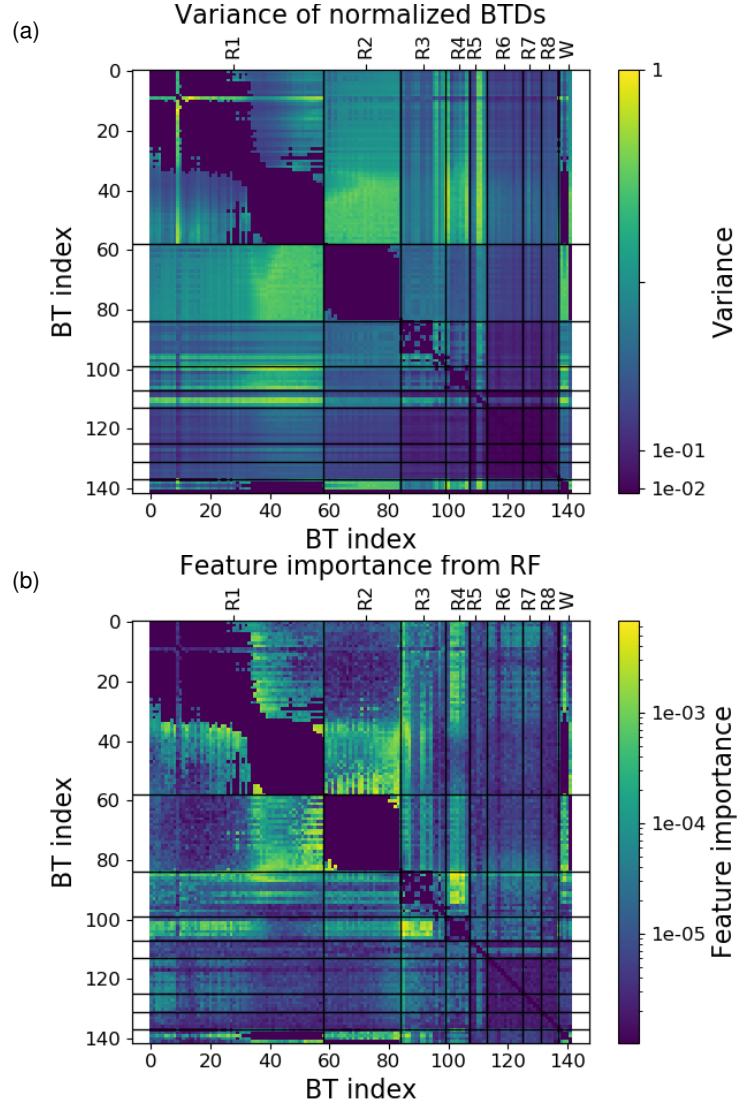 (a)
Variance of normalized BTDs
R1 R2 R3 R4 R5 R6 R7 R8 W
0
20
40
60
80
100
120
140
BT index
0 20 40 60 80 100 120 140
BT index
1
1e-01
1e-02
Variance
(b)
Feature importance from RF
R1 R2 R3 R4 R5 R6 R7 R8 W
0
20
40
60
80
100
120
140
BT index
0 20 40 60 80 100 120 140
BT index
1e-03
1e-04
1e-05
Feature importance